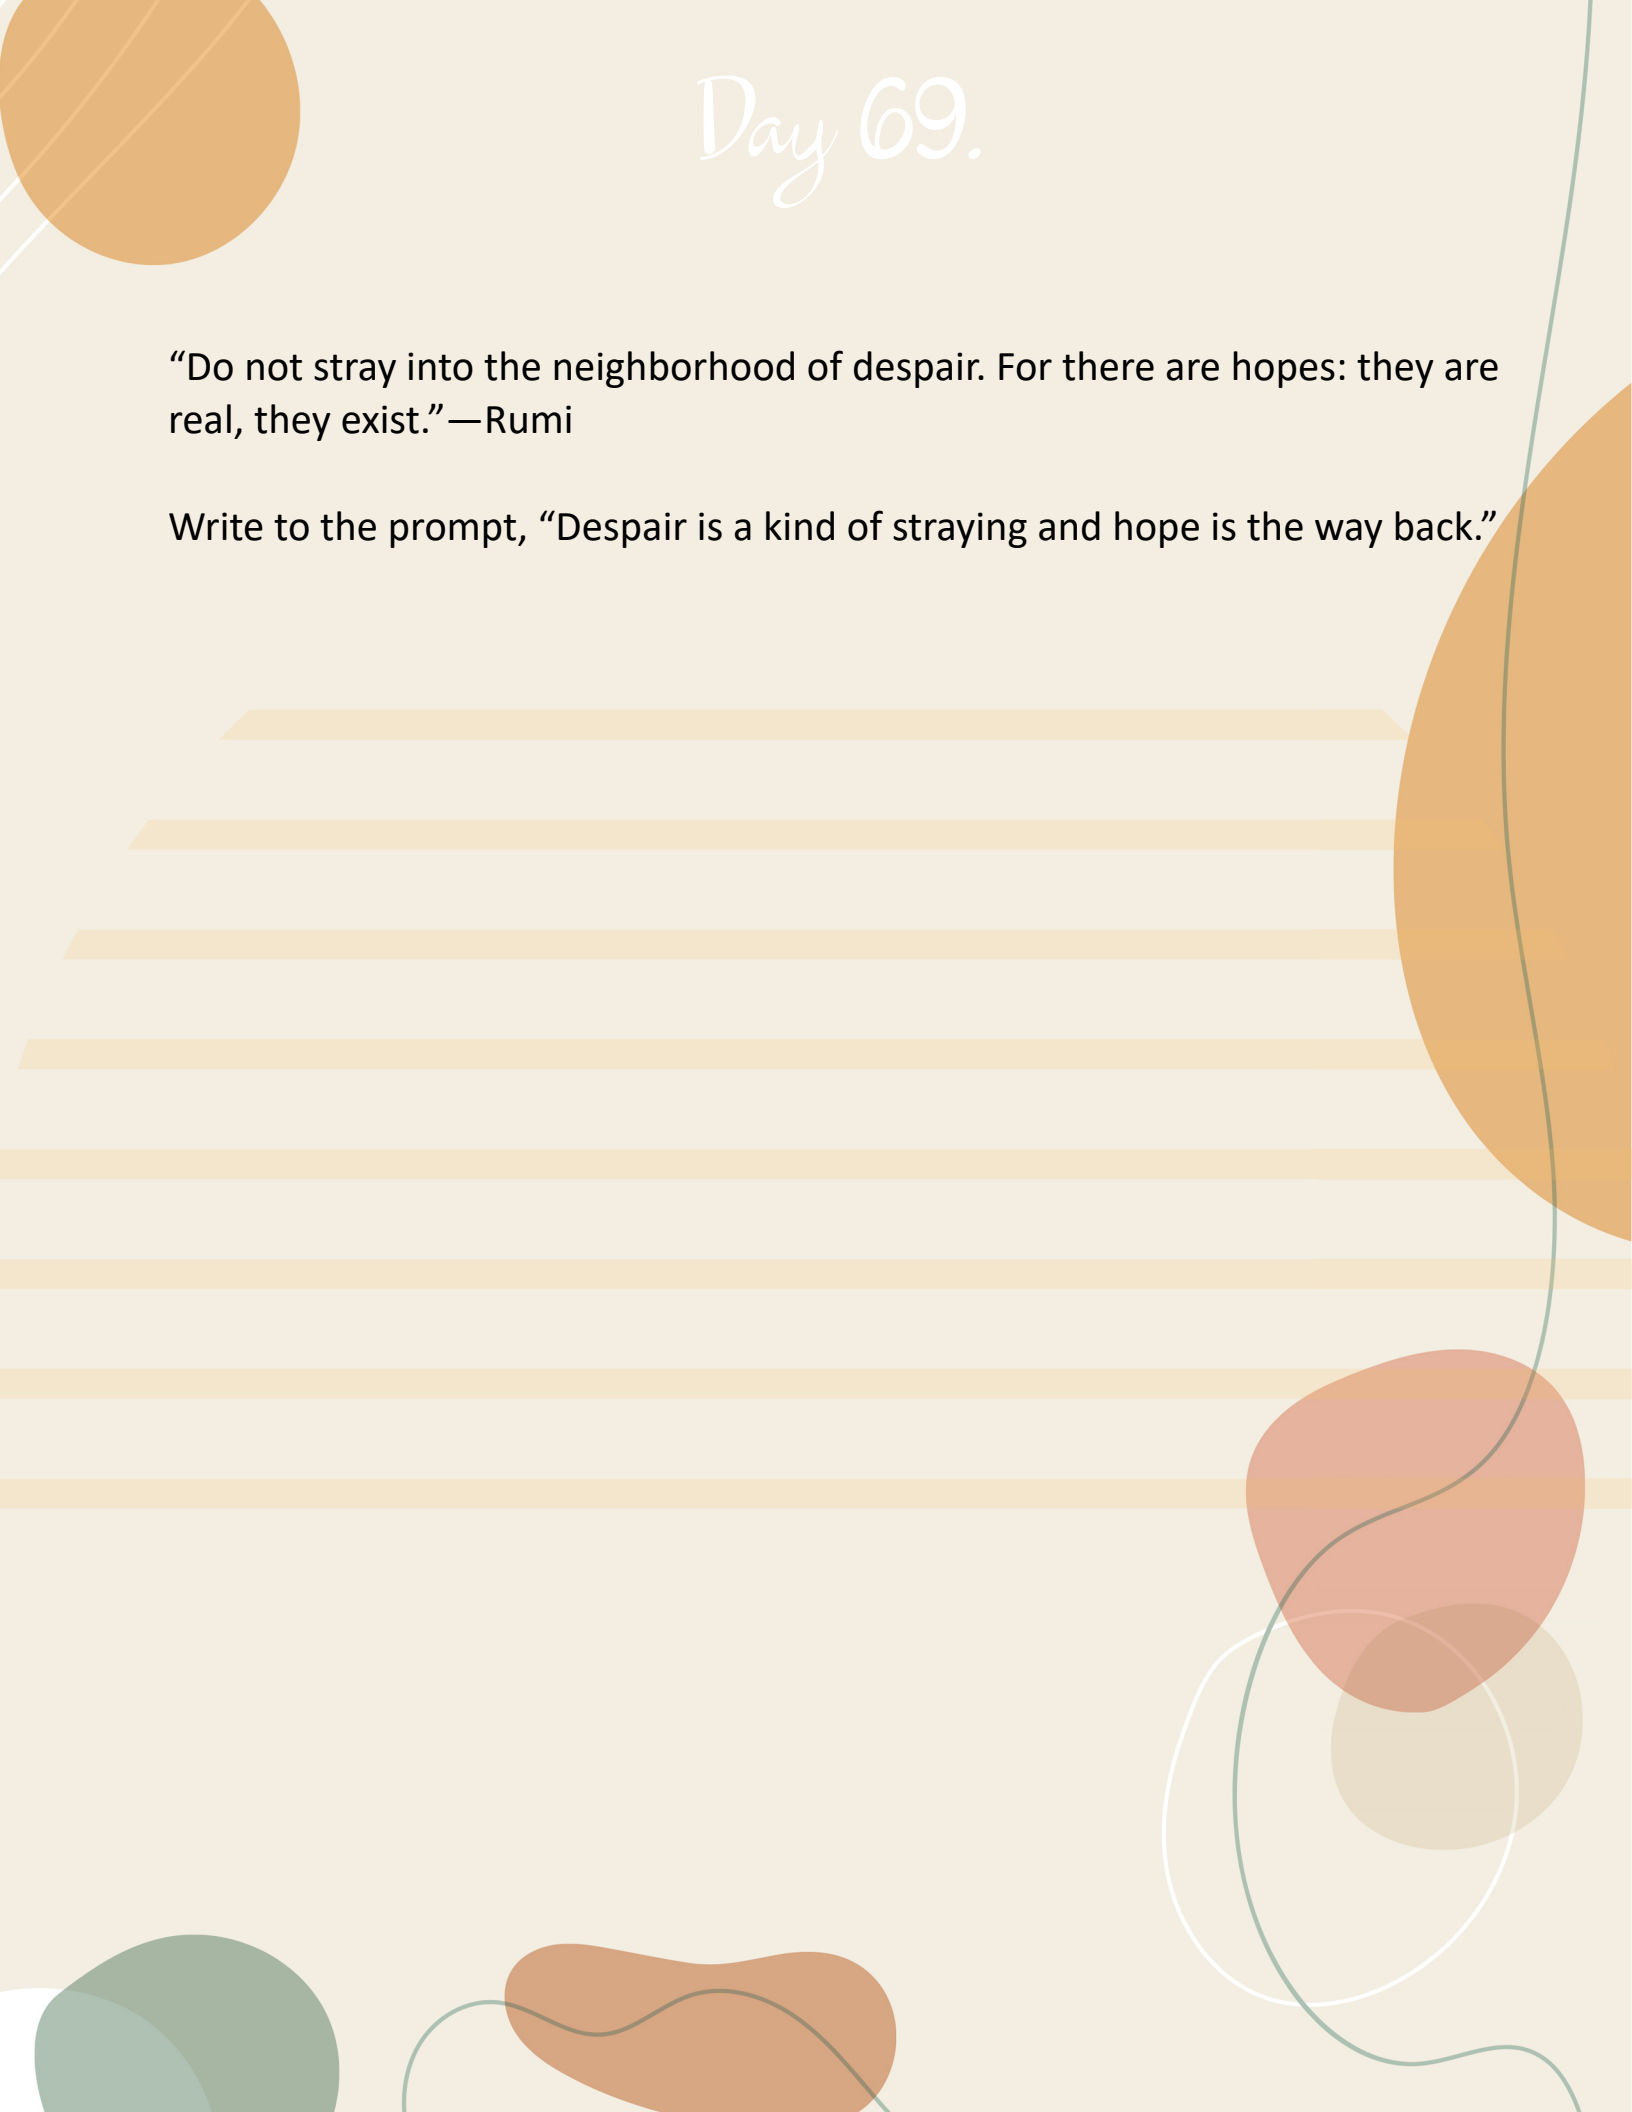 Day 69.
“Do not stray into the neighborhood of despair. For there are hopes: they are
real, they exist.”—Rumi
Write to the prompt, “Despair is a kind of straying and hope is the way back.”